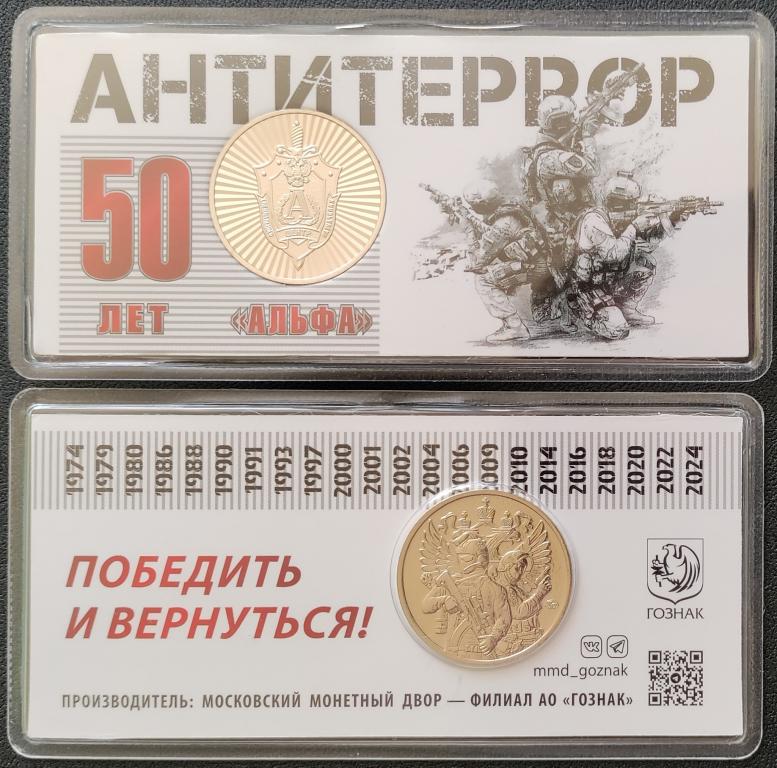 АНТИТЕРРОР
50
ЛЕТ «АЛЬФА»
А
ЦЕНТР
1974 1979 1980 1986 1988 1990 1991 1993 1997 2000 2001 2002 2004 2006 2009 2010 2014 2016 2018 2020 2022 2024
ПОБЕДИТЬ
И ВЕРНУТЬСЯ!
ГОЗНАК
mmd_goznak
ПРОИЗВОДИТЕЛЬ: МОСКОВСКИЙ МОНЕТНЫЙ ДВОР — ФИЛИАЛ АО «ГОЗНАК»